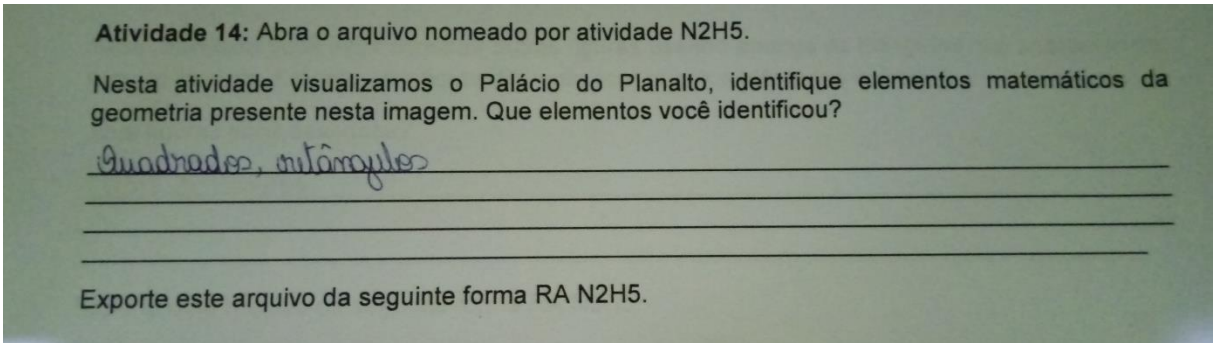 Atividade 14: Abra o arquivo nomeado por atividade N2H5.
Nesta atividade visualizamos o Palácio do Planalto, identifique elementos matemáticos da
geometria presente nesta imagem. Que elementos você identificou?
Quadrados, retângulos
Exporte este arquivo da seguinte forma RA N2H5.